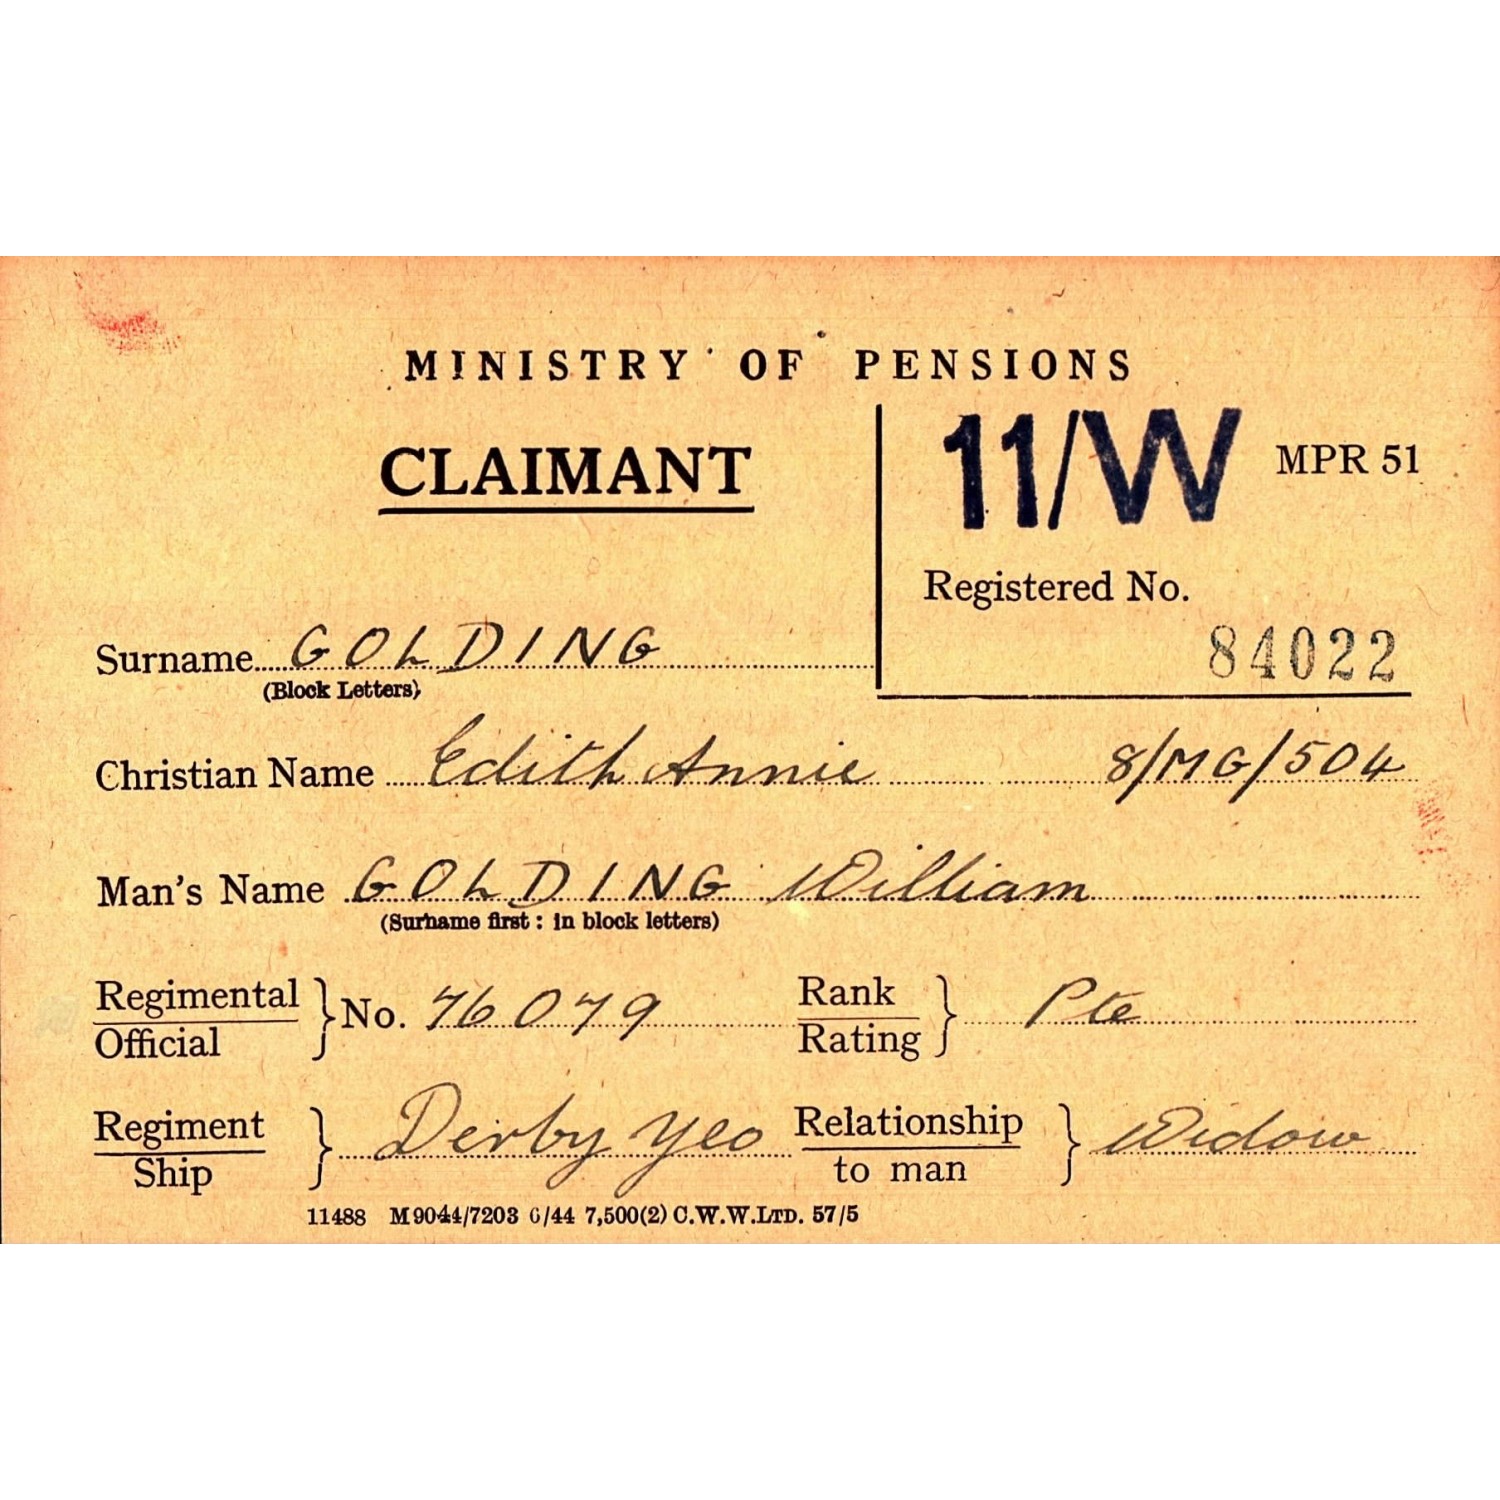 MINISTRY OF PENSIONS
CLAIMANT
11/W MPR 51
Registered No.
84022
Surname GOLDING
(Block Letters)
Christian Name Edith Annie 8/MG/504
Man's Name GOLDING William
(Surname first: in block letters)
Regimental
Official } No. 76079
Rank
Rating } Pte
Regiment
Ship } Derby Yeo
Relationship
to man } Widow
11488 M9044/7203 6/44 7,500(2) C.W.W.LTD. 57/5